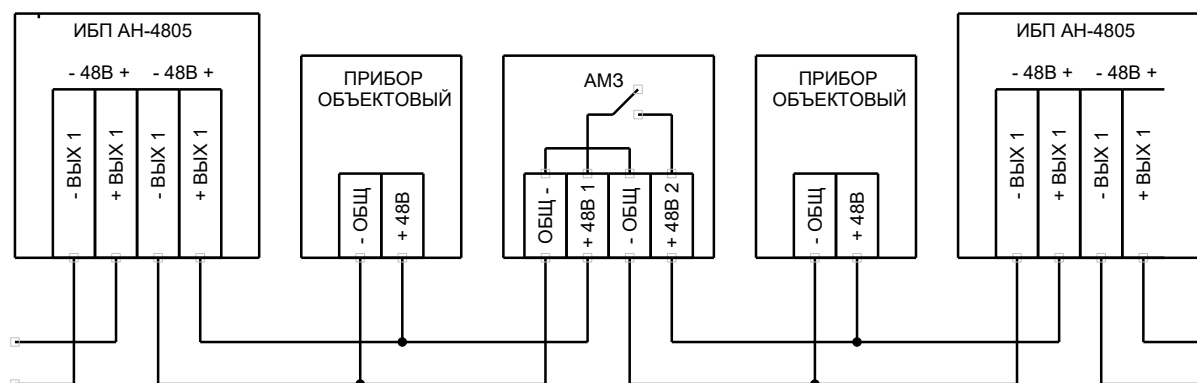 ИБП АН-4805
- 48В + - 48В +
- ВЫХ 1
+ ВЫХ 1
- ВЫХ 1
+ ВЫХ 1
ПРИБОР
ОБЪЕКТОВЫЙ
- ОБЩ
+ 48В
АМЗ
ОБЩ -
+ 48В 1
- ОБЩ
+ 48В 2
ПРИБОР
ОБЪЕКТОВЫЙ
- ОБЩ
+ 48В
ИБП АН-4805
- 48В + - 48В +
- ВЫХ 1
+ ВЫХ 1
- ВЫХ 1
+ ВЫХ 1